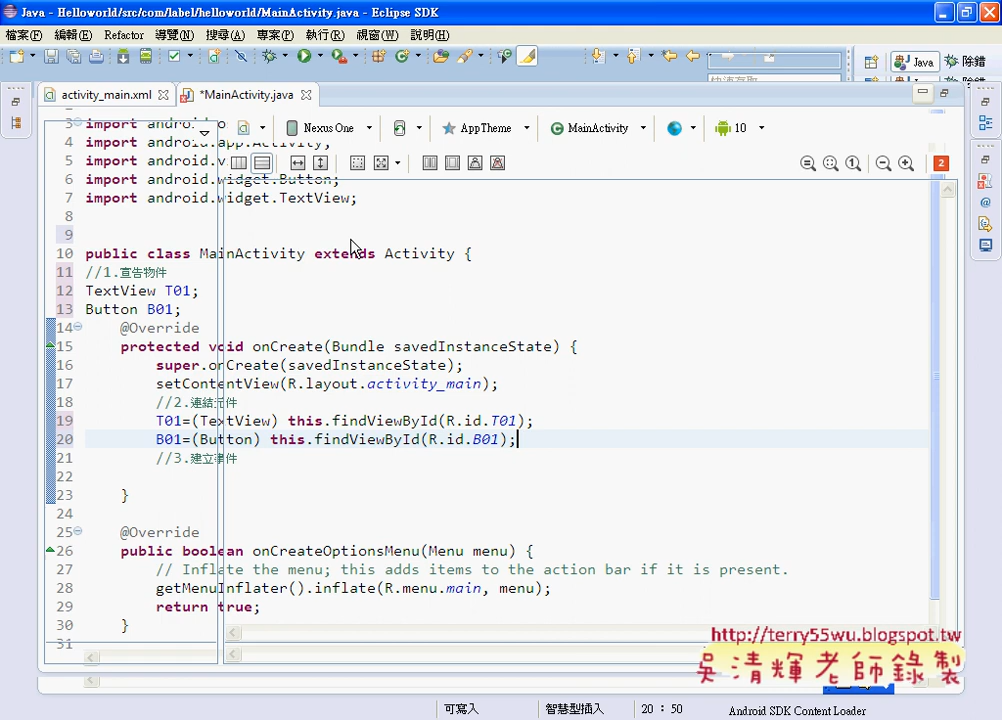 Java - Helloworld/src/com/label/helloworld/MainActivity.java - Eclipse SDK
檔案(F) 編輯(E) Refactor 導覽(N) 搜尋(A) 專案(P) 執行(R) 視窗(W) 說明(H)
Java 除錯
activity_main.xml *MainActivity.java
Nexus One AppTheme MainActivity 10
2
3 import android.o
4 import android.app.Activity;
5 import android.v
6 import android.widget.Button;
7 import android.widget.TextView;
8
9
10 public class MainActivity extends Activity {
11 //1.宣告物件
12 TextView T01;
13 Button B01;
14 @Override
15 protected void onCreate(Bundle savedInstanceState) {
16 super.onCreate(savedInstanceState);
17 setContentView(R.layout.activity_main);
18 //2.連結元件
19 T01=(TextView) this.findViewById(R.id.T01);
20 B01=(Button) this.findViewById(R.id.B01);
21 //3.建立事件
22
23 }
24
25 @Override
26 public boolean onCreateOptionsMenu(Menu menu) {
27 // Inflate the menu; this adds items to the action bar if it is present.
28 getMenuInflater().inflate(R.menu.main, menu);
29 return true;
30 }
31
http://terry55wu.blogspot.tw
吳清輝老師錄製
可寫入 智慧型插入 20 : 50 Android SDK Content Loader